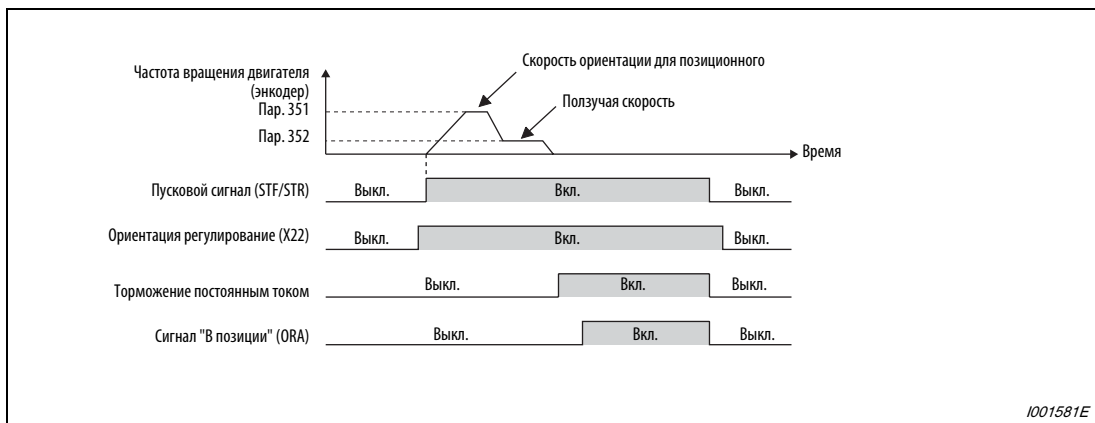 Скорость ориентации для позиционного
Частота вращения двигателя
(энкодер)
Пар. 351
Ползучая скорость
Пар. 352
Время
Пусковой сигнал (STF/STR)
Выкл.
Вкл.
Выкл.
Ориентация регулирование (X22)
Выкл.
Вкл.
Выкл.
Торможение постоянным током
Выкл.
Вкл.
Выкл.
Сигнал "В позиции" (ORA)
Выкл.
Вкл.
Выкл.
I001581E